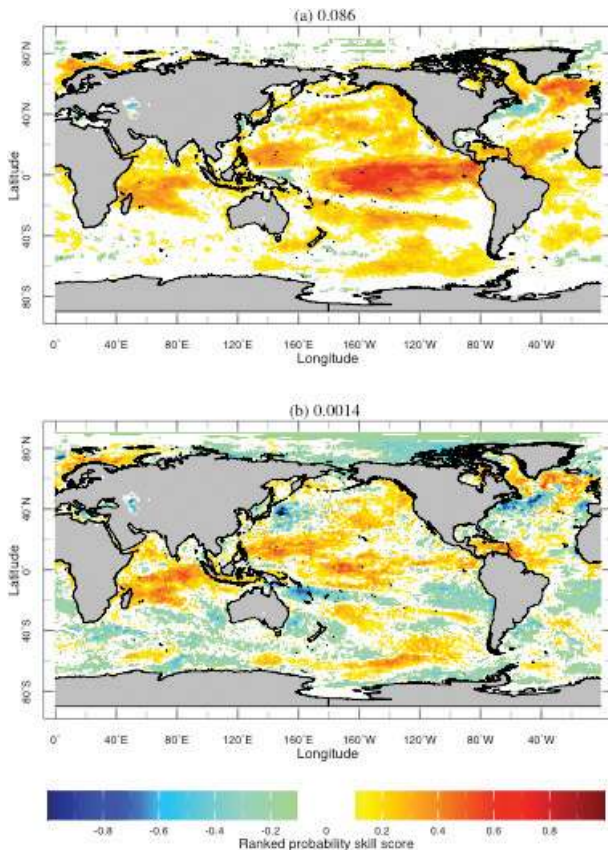 (a) 0.086
80˚N
40˚N
0
40˚S
80˚S
Latitude
0˚ 40˚E 80˚E 120˚E 160˚E 160˚W 120˚W 80˚W 40˚W
Longitude
(b) 0.0014
80˚N
40˚N
0
40˚S
80˚S
Latitude
0˚ 40˚E 80˚E 120˚E 160˚E 160˚W 120˚W 80˚W 40˚W
Longitude
-0.8 -0.6 -0.4 -0.2 0 0.2 0.4 0.6 0.8
Ranked probability skill score